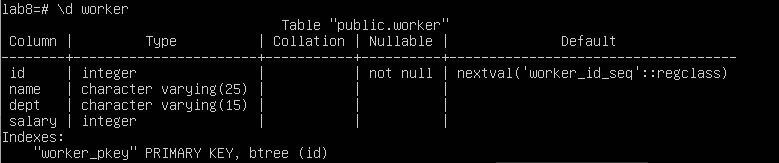 lab8=# \d worker
Table "public.worker"
Column | Type | Collation | Nullable | Default
--------+-----------------------+-----------+----------+------------------------------------
id | integer | | not null | nextval('worker_id_seq'::regclass)
name | character varying(25) | | |
dept | character varying(15) | | |
salary | integer | | |
Indexes:
"worker_pkey" PRIMARY KEY, btree (id)